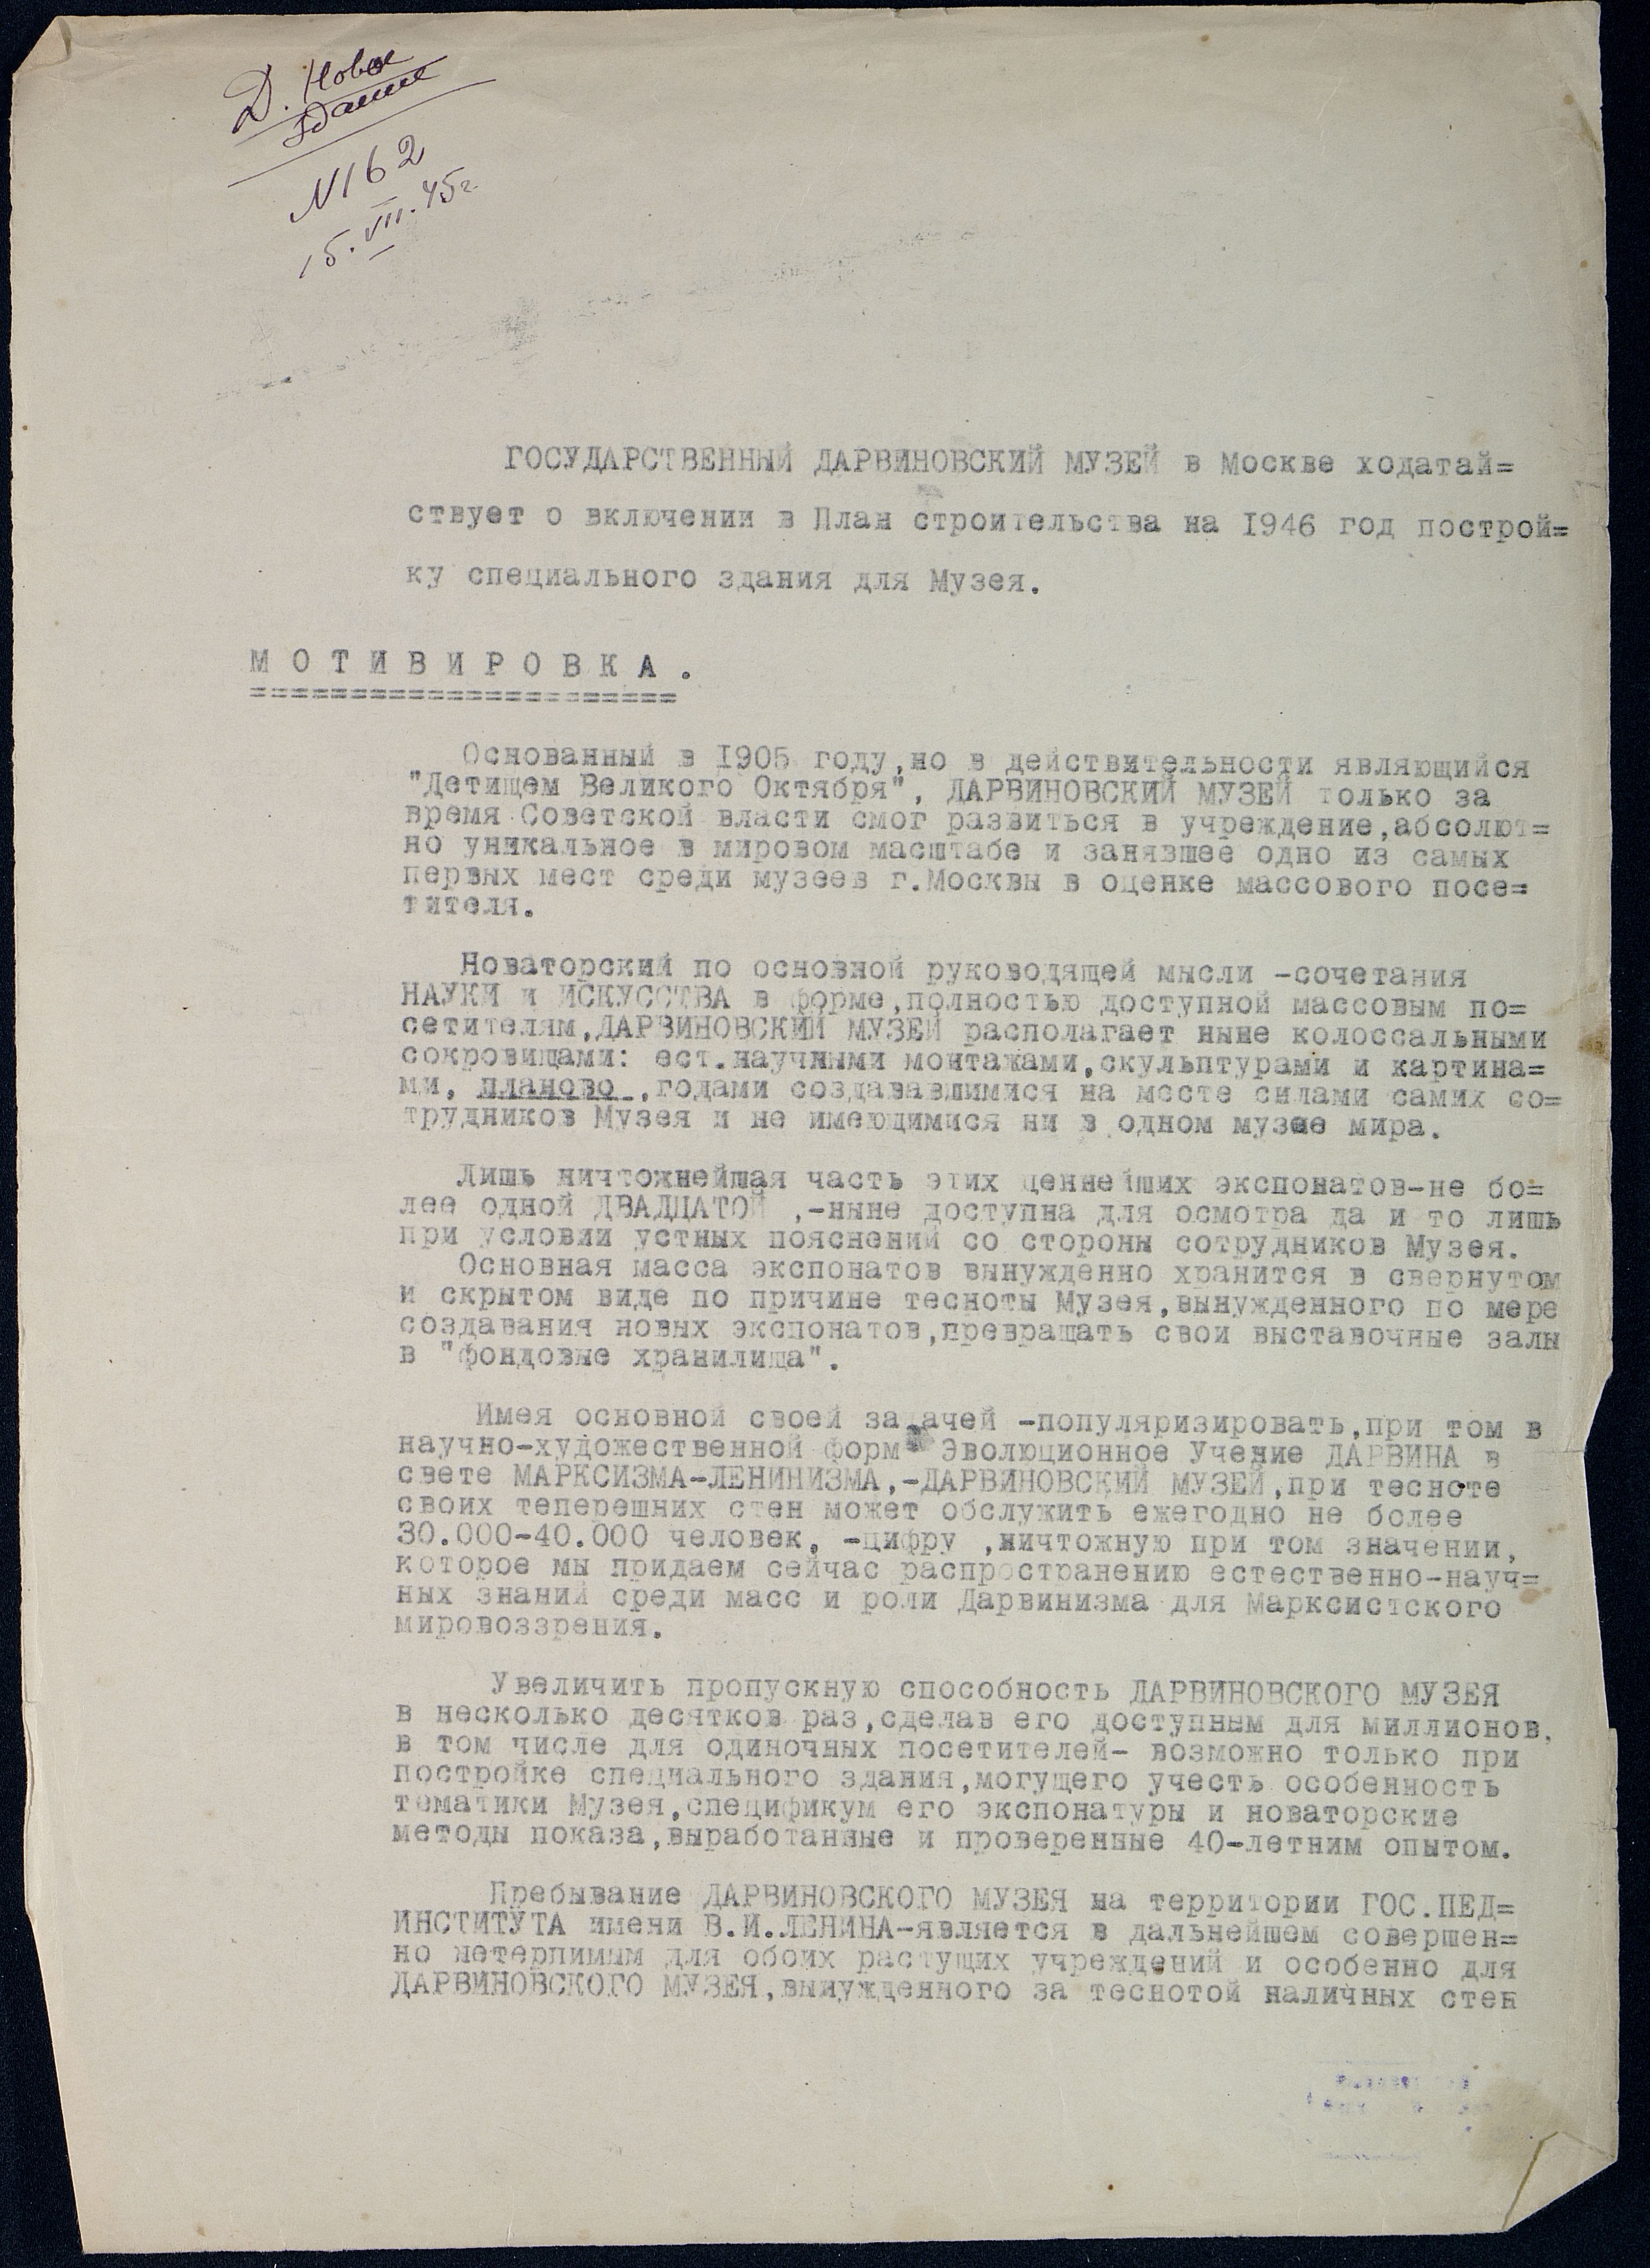 Д. Новое
здание
N162
15.VII.45г.
ГОСУДАРСТВЕННЫЙ ДАРВИНОВСКИЙ МУЗЕЙ в Москве ходатай=
ствует о включении в План строительства на 1946 год построй=
ку специального здания для Музея.
МОТИВИРОВКА.
======================
Основанный в 1905 году,но в действительности являющийся
"Детищем Великого Октября", ДАРВИНОВСКИЙ МУЗЕЙ только за
время Советской власти смог развиться в учреждение,абсолют=
но уникальное в мировом масштабе и занявшее одно из самых
первых мест среди музеев г.Москвы в оценке массового посе=
тителя.
Новаторский по основной руководящей мысли -сочетания
НАУКИ и ИСКУССТВА в форме,полностью доступной массовым по=
сетителям,ДАРВИНОВСКИЙ МУЗЕЙ располагает ныне колоссальными
сокровищами: ест.научными монтажами,скульптурами и картина=
ми, планово ,годами создававшимися на месте силами самих со=
трудников Музея и не имеющимися ни в одном музее мира.
Лишь ничтожнейшая часть этих ценнейших экспонатов-не бо=
лее одной ДВАДЦАТОЙ ,-ныне доступна для осмотра да и то лишь
при условии устных пояснений со стороны сотрудников Музея.
Основная масса экспонатов вынужденно хранится в свернутом
и скрытом виде по причине тесноты Музея,вынужденного по мере
создавания новых экспонатов,превращать свои выставочные залы
в "фондовые хранилища".
Имея основной своей задачей -популяризировать,при том в
научно-художественной форме Эволюционное Учение ДАРВИНА в
свете МАРКСИЗМА-ЛЕНИНИЗМА,-ДАРВИНОВСКИЙ МУЗЕЙ,при тесноте
своих теперешних стен может обслужить ежегодно не более
30.000-40.000 человек, -цифру ,ничтожную при том значении,
которое мы придаем сейчас распространению естественно-науч=
ных знаний среди масс и роли Дарвинизма для Марксистского
мировоззрения.
Увеличить пропускную способность ДАРВИНОВСКОГО МУЗЕЯ
в несколько десятков раз,сделав его доступным для миллионов,
в том числе для одиночных посетителей- возможно только при
постройке специального здания,могущего учесть особенность
тематики Музея,спецификум его экспонатуры и новаторские
методы показа,выработанные и проверенные 40-летним опытом.
Пребывание ДАРВИНОВСКОГО МУЗЕЯ на территории ГОС.ПЕД=
ИНСТИТУТА имени В.И.ЛЕНИНА-является в дальнейшем совершен=
но нетерпимым для обоих растущих учреждений и особенно для
ДАРВИНОВСКОГО МУЗЕЯ,вынужденного за теснотой наличных стен